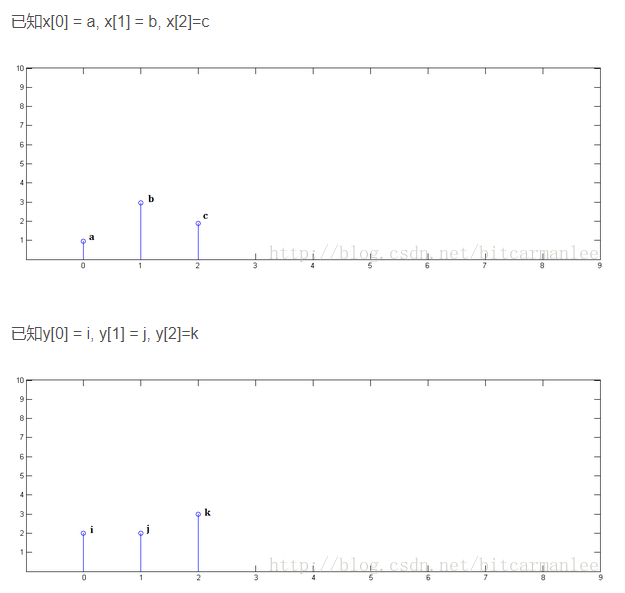 已知x[0] = a, x[1] = b, x[2]=c
10
9
8
7
6
5
4
3
2
1
b
c
a
http://blog.csdn.net/bitcarmanlee
0 1 2 3 4 5 6 7 8 9
已知y[0] = i, y[1] = j, y[2]=k
10
9
8
7
6
5
4
3
2
1
k
i
j
http://blog.csdn.net/bitcarmanlee
0 1 2 3 4 5 6 7 8 9